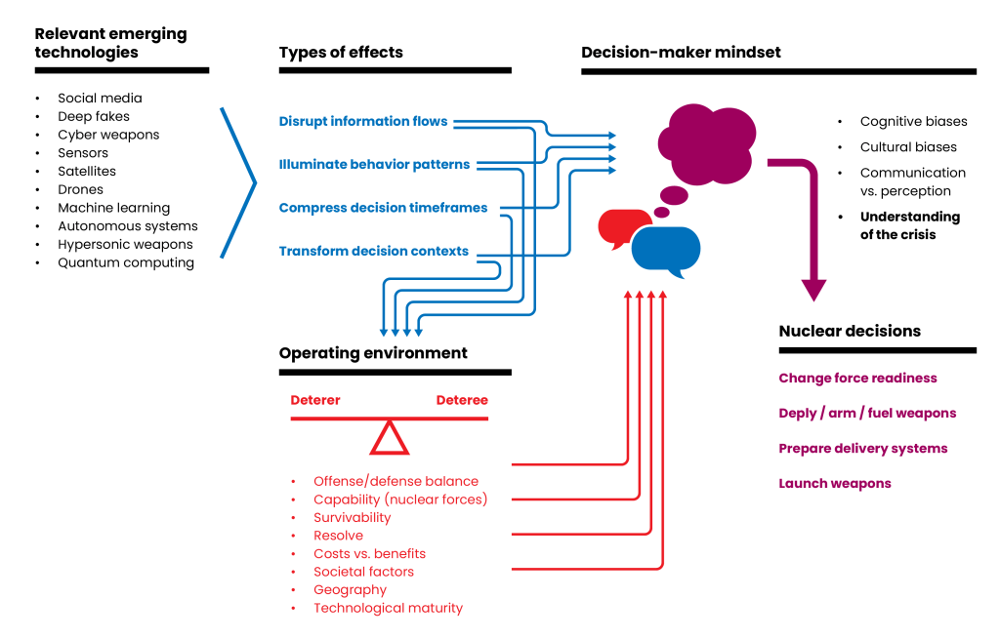 Relevant emerging
technologies
• Social media
• Deep fakes
• Cyber weapons
• Sensors
• Satellites
• Drones
• Machine learning
• Autonomous systems
• Hypersonic weapons
• Quantum computing
Types of effects
Disrupt information flows
Illuminate behavior patterns
Compress decision timeframes
Transform decision contexts
Operating environment
Deterer
Deteree
• Offense/defense balance
• Capability (nuclear forces)
• Survivability
• Resolve
• Costs vs. benefits
• Societal factors
• Geography
• Technological maturity
Decision-maker mindset
• Cognitive biases
• Cultural biases
• Communication
vs. perception
• Understanding
of the crisis
Nuclear decisions
Change force readiness
Deply / arm / fuel weapons
Prepare delivery systems
Launch weapons